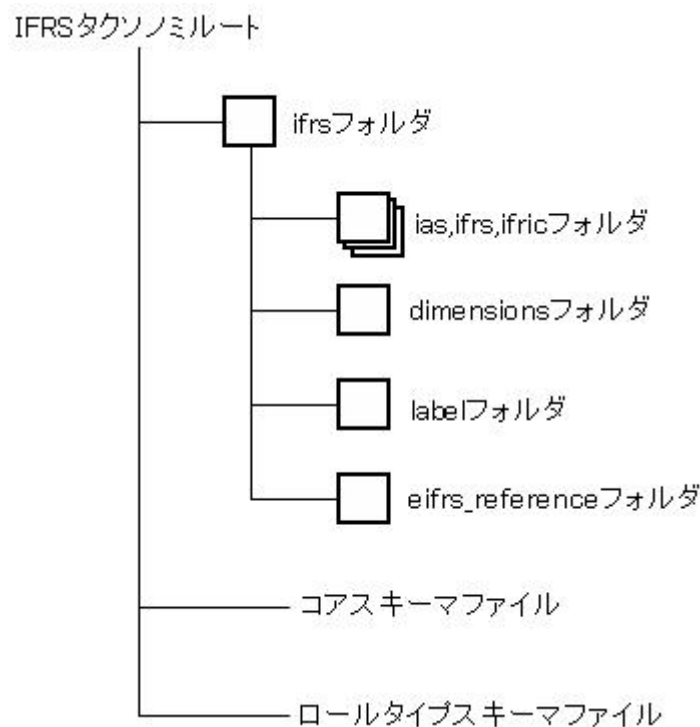 IFRSタクソノミルート
ifrsフォルダ
ias,ifrs,ifricフォルダ
dimensionsフォルダ
labelフォルダ
eifrs_referenceフォルダ
コアスキーマファイル
ロールタイプスキーマファイル